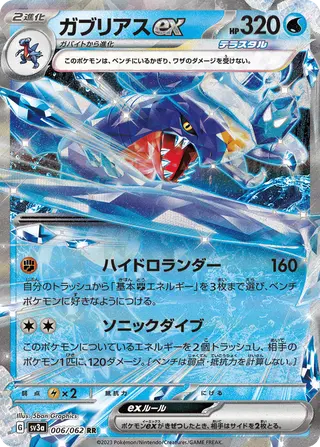 2進化
ガブリアスex
HP320
ガバイトから進化
テラスタル
このポケモンは、ベンチにいるかぎり、ワザのダメージを受けない。
ハイドロランダー 160
自分のトラッシュから「基本エネルギー」を3枚まで選び、ベンチ
ポケモンに好きなようにつける。
ソニックダイブ
このポケモンについているエネルギーを2個トラッシュし、相手の
ポケモン1匹に、120ダメージ。[ベンチは弱点・抵抗力を計算しない。]
弱点 ×2 抵抗力 にげる
Illus. 5ban Graphics
G sv3a 006/062 RR
exルール
ポケモンexがきぜつしたとき、相手はサイドを2枚とる。
©2023 Pokémon/Nintendo/Creatures/GAME FREAK.